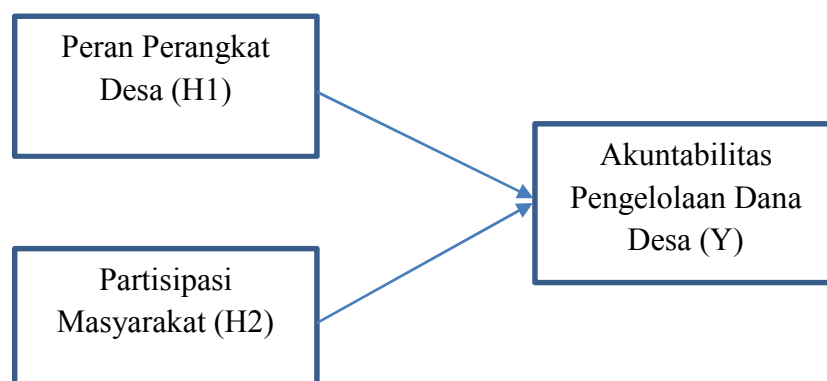 Peran Perangkat
Desa (H1)
Akuntabilitas
Pengelolaan Dana
Desa (Y)
Partisipasi
Masyarakat (H2)